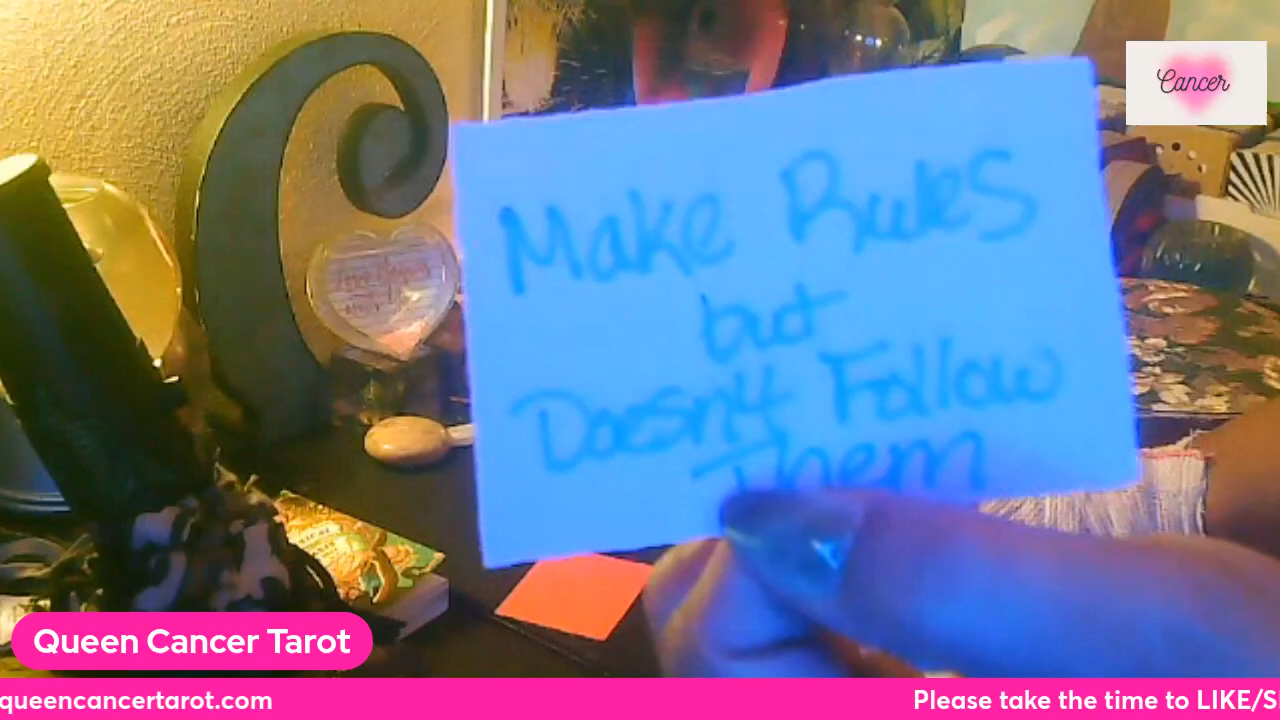 Cancer
Make Rules
but
Doesn't Follow
Them
Queen Cancer Tarot
queencancertarot.com
Please take the time to LIKE/S